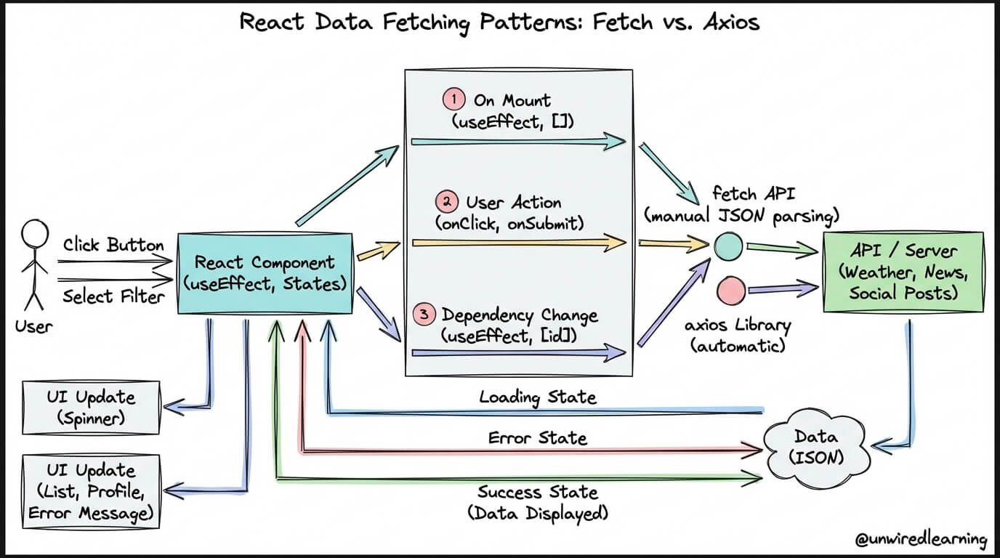 React Data Fetching Patterns: Fetch vs. Axios
1 On Mount
(useEffect, [])
2 User Action
(onClick, onSubmit)
3 Dependency Change
(useEffect, [id])
User
Click Button
Select Filter
React Component
(useEffect, States)
fetch API
(manual JSON parsing)
axios Library
(automatic)
API / Server
(Weather, News,
Social Posts)
UI Update
(Spinner)
UI Update
(List, Profile,
Error Message)
Loading State
Error State
Success State
(Data Displayed)
Data
(ISON)
@unwiredlearning